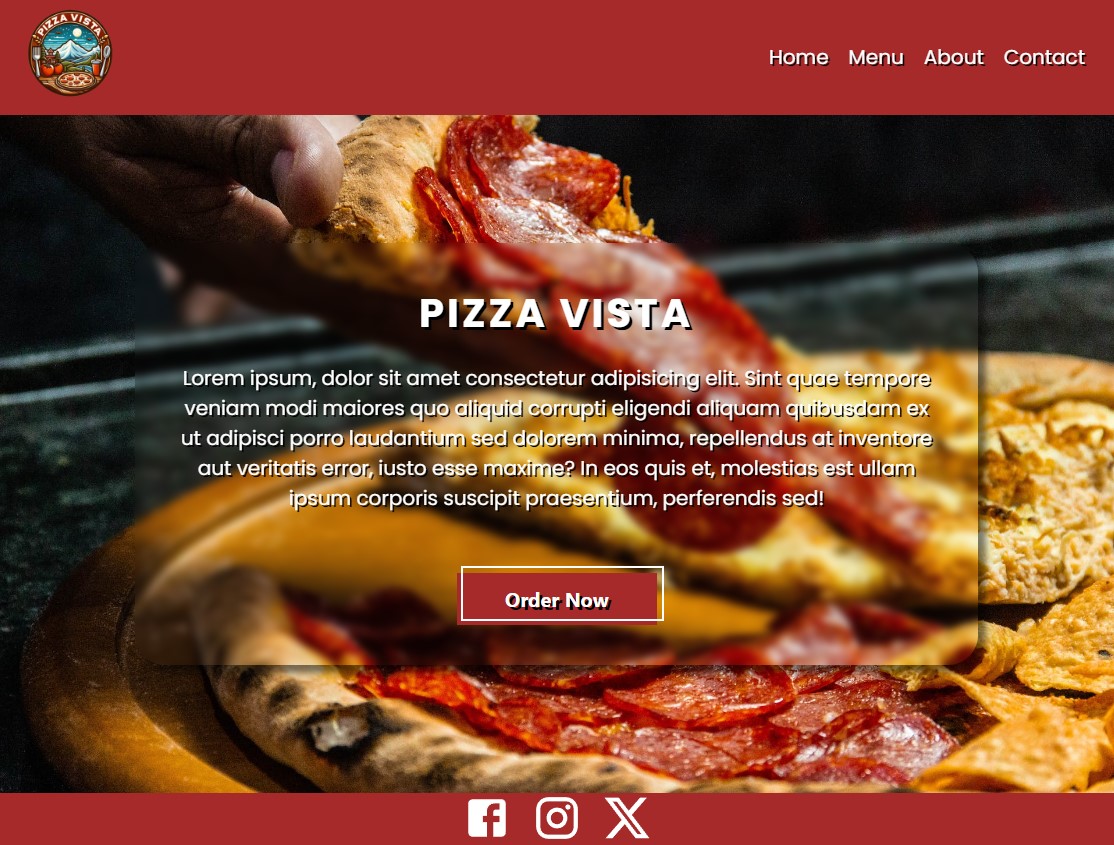 PIZZA VISTA
Home Menu About Contact
PIZZA VISTA
Lorem ipsum, dolor sit amet consectetur adipisicing elit. Sint quae tempore
veniam modi maiores quo aliquid corrupti eligendi aliquam quibusdam ex
ut adipisci porro laudantium sed dolorem minima, repellendus at inventore
aut veritatis error, iusto esse maxime? In eos quis et, molestias est ullam
ipsum corporis suscipit praesentium, perferendis sed!
Order Now